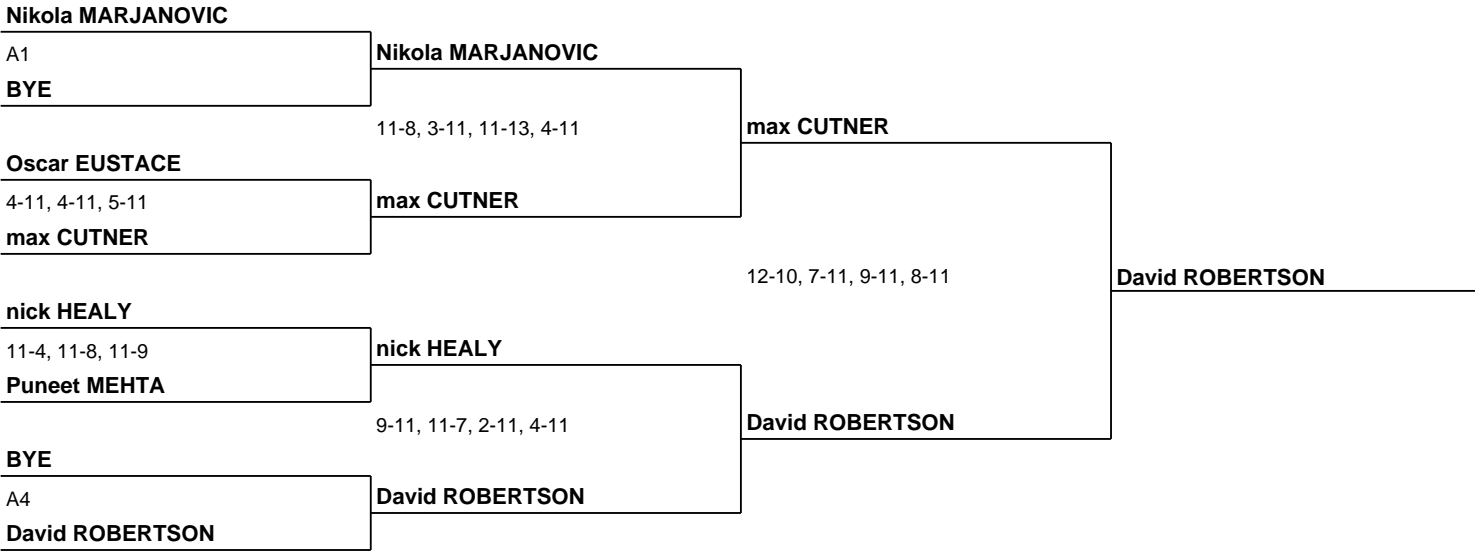 Nikola MARJANOVIC
A1
BYE
Oscar EUSTACE
4-11, 4-11, 5-11
max CUTNER
nick HEALY
11-4, 11-8, 11-9
Puneet MEHTA
BYE
A4
David ROBERTSON
Nikola MARJANOVIC
11-8, 3-11, 11-13, 4-11
max CUTNER
nick HEALY
9-11, 11-7, 2-11, 4-11
David ROBERTSON
max CUTNER
12-10, 7-11, 9-11, 8-11
David ROBERTSON
David ROBERTSON